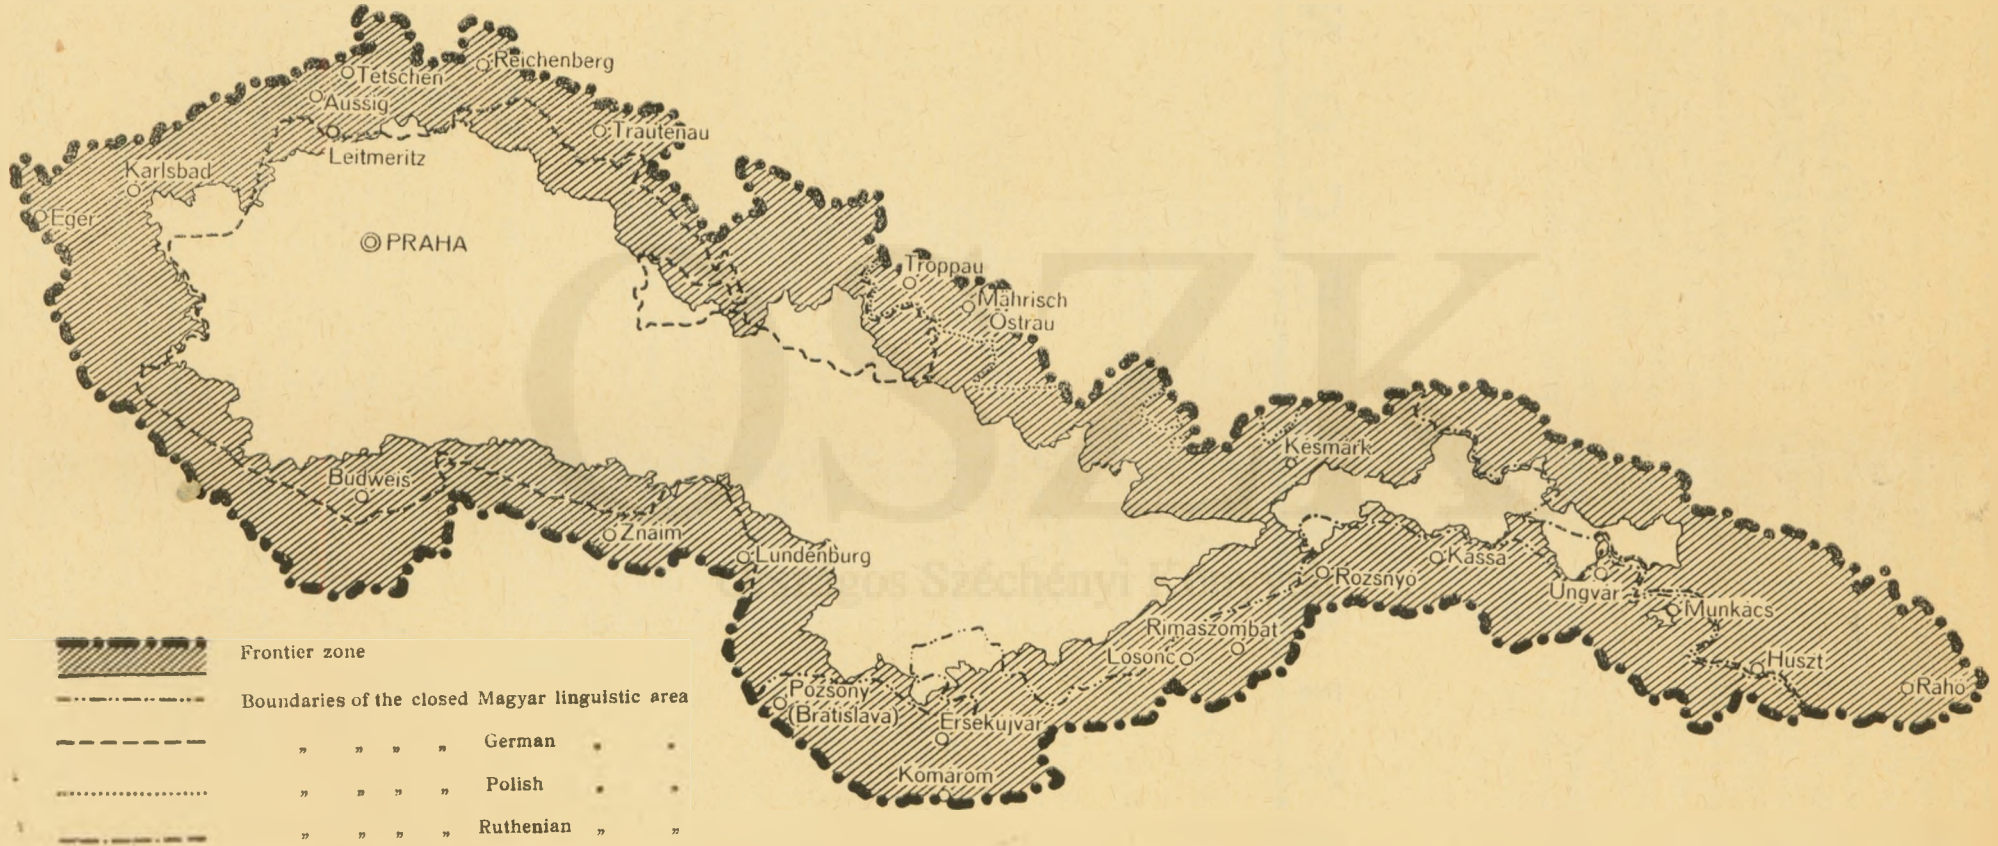 Reichenberg
Tetschen
Aussig
Trautenau
Leitmeritz
Karlsbad
Eger
PRAHA
Troppau
Mährisch
Ostrau
OSZK
Késmárk
Budweis
Znaim
Lundenburg
Kassa
Rozsnyó
Széchényi
Ungvár
Munkács
Rimaszombat
Losonc
Huszt
Rahó
Pozsony
(Bratislava)
Érsekujvár
Komárom
Frontier zone
Boundaries of the closed Magyar linguistic area
„ „ „ „ German „ „
„ „ „ „ Polish „ „
„ „ „ „ Ruthenian „ „